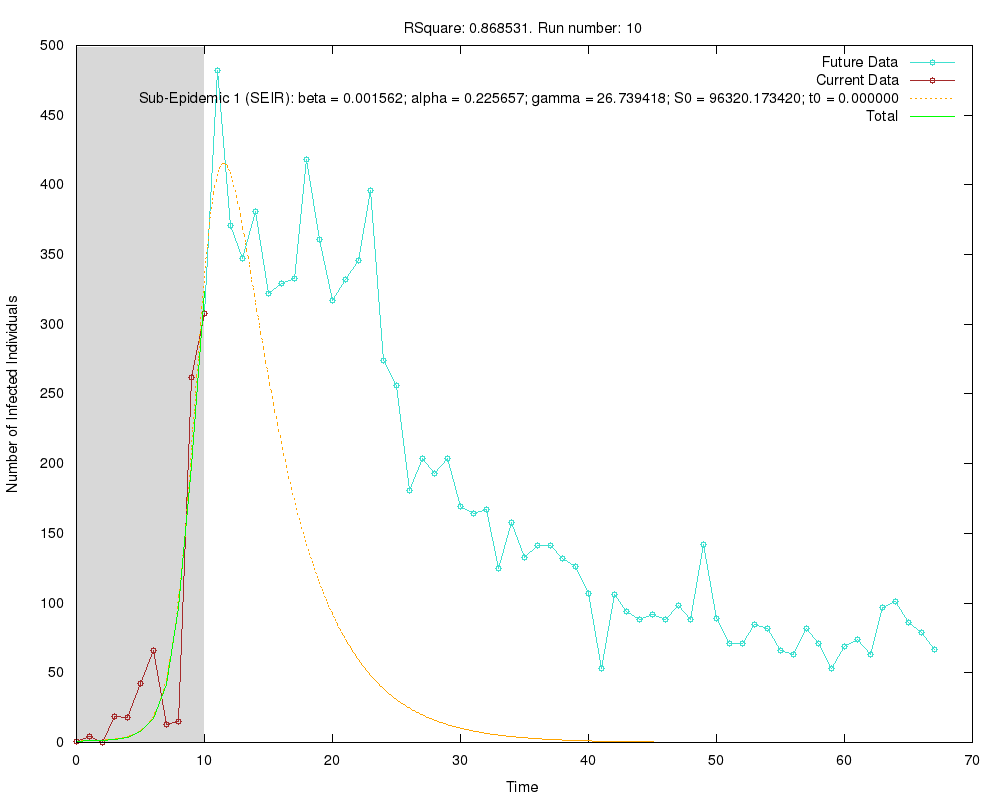 RSquare: 0.868531. Run number: 10
500
450
400
350
300
250
200
150
100
50
0
Number of Infected Individuals
Future Data
Current Data
Sub-Epidemic 1 (SEIR): beta = 0.001562; alpha = 0.225657; gamma = 26.739418; S0 = 96320.173420; t0 = 0.000000
Total
0 10 20 30 40 50 60 70
Time